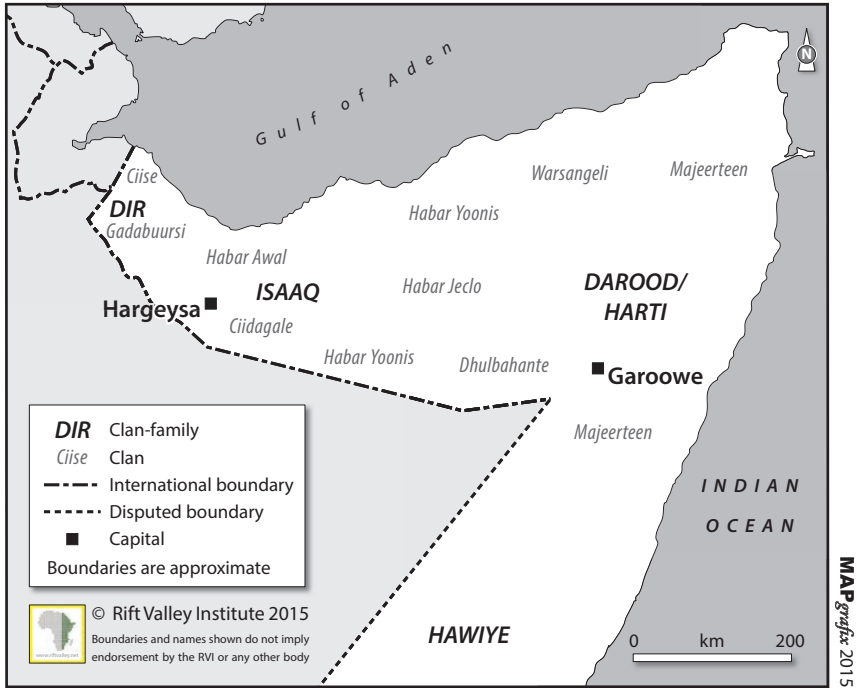 N
Gulf of Aden
Ciise
Warsangeli
Majeerteen
DIR
Gadabuursi
Habar Yoonis
Habar Awal
ISAAQ
Habar Jeclo
DAROOD/
HARTI
Hargeysa
Ciidagale
Habar Yoonis
Dhulbahante
Garoowe
Majeerteen
INDIAN
OCEAN
HAWIYE
DIR Clan-family
Ciise Clan
International boundary
Disputed boundary
Capital
Boundaries are approximate
© Rift Valley Institute 2015
Boundaries and names shown do not imply
endorsement by the RVI or any other body
www.riftvalley.net
0 km 200
MAPgrafix 2015